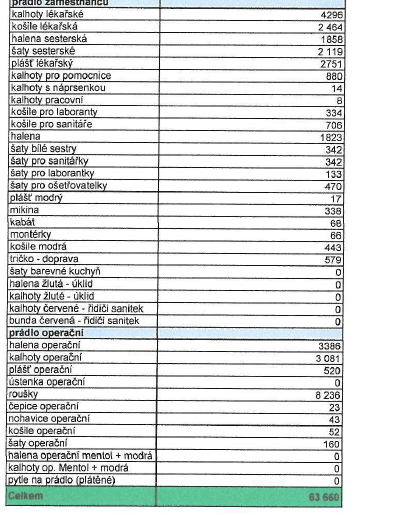 prádlo zaměstnanců
kalhoty lékařské 4296
košile lékařská 2 464
halena sesterská 1858
šaty sesterské 2 119
plášť lékařský 2751
kalhoty pro pomocnice 880
kalhoty s náprsenkou 14
kalhoty pracovní 8
košile pro laboranty 334
košile pro sanitáře 706
halena 1823
šaty bílé sestry 342
šaty pro sanitářky 342
šaty pro laborantky 133
šaty pro ošetřovatelky 470
plášť modrý 17
mikina 338
kabát 68
montérky 66
košile modrá 443
tričko - doprava 579
šaty barevné kuchyň 0
halena žlutá - úklid 0
kalhoty žluté - úklid 0
kalhoty červené - řidiči sanitek 0
bunda červená - řidiči sanitek 0
prádlo operační
halena operační 3386
kalhoty operační 3 081
plášť operační 520
ústenka operační 0
roušky 8 236
čepice operační 23
nohavice operační 43
košile operační 52
šaty operační 160
halena operační mentol + modrá 0
kalhoty op. Mentol + modrá 0
pytle na prádlo (plátěné) 0
Celkem 63 660